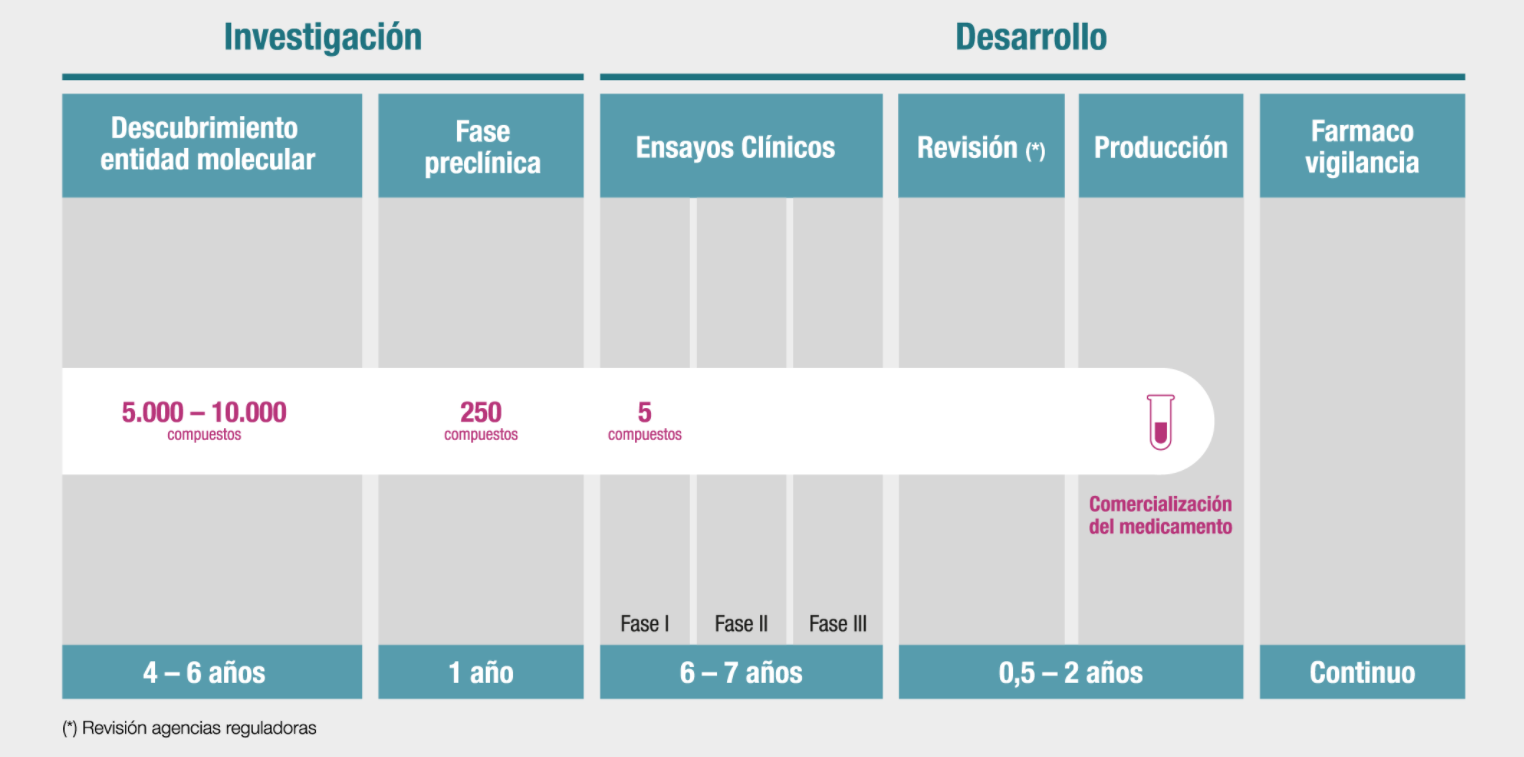 Investigación
Desarrollo
Descubrimiento
entidad molecular
Fase
preclínica
Ensayos Clínicos
Revisión (*)
Producción
Farmaco
vigilancia
5.000 – 10.000
compuestos
250
compuestos
5
compuestos
Comercialización
del medicamento
Fase I
Fase II
Fase III
4 – 6 años
1 año
6 – 7 años
0,5 – 2 años
Continuo
(*) Revisión agencias reguladoras